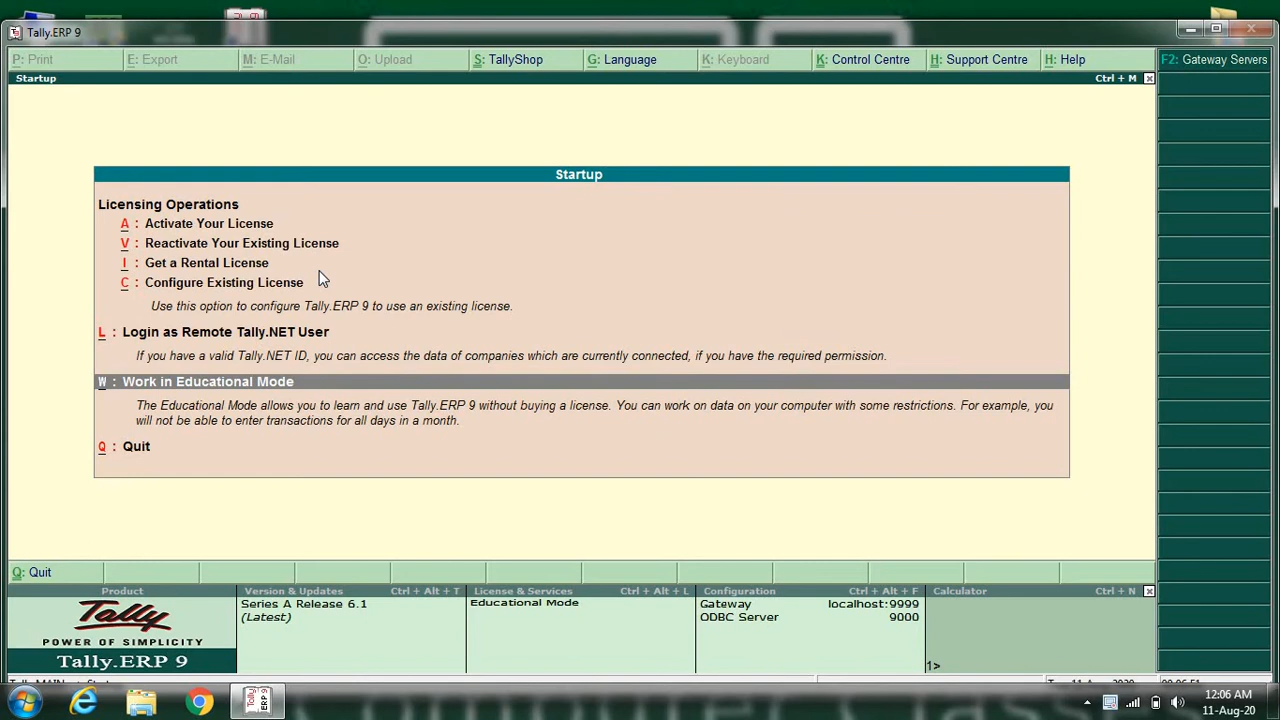 Tally.ERP 9
P: Print E: Export M: E-Mail O: Upload S: TallyShop G: Language K: Keyboard K: Control Centre H: Support Centre H: Help F2: Gateway Servers
Startup Ctrl + M
Startup
Licensing Operations
A : Activate Your License
V : Reactivate Your Existing License
I : Get a Rental License
C : Configure Existing License
Use this option to configure Tally.ERP 9 to use an existing license.
L : Login as Remote Tally.NET User
If you have a valid Tally.NET ID, you can access the data of companies which are currently connected, if you have the required permission.
W : Work in Educational Mode
The Educational Mode allows you to learn and use Tally.ERP 9 without buying a license. You can work on data on your computer with some restrictions. For example, you
will not be able to enter transactions for all days in a month.
Q : Quit
Q: Quit
Product Version & Updates Ctrl + Alt + T License & Services Ctrl + Alt + L Configuration Ctrl + Alt + F Calculator Ctrl + N
Series A Release 6.1 Educational Mode Gateway localhost:9999
Tally (Latest) ODBC Server 9000
POWER OF SIMPLICITY
Tally.ERP 9 1>
12:06 AM
11-Aug-20